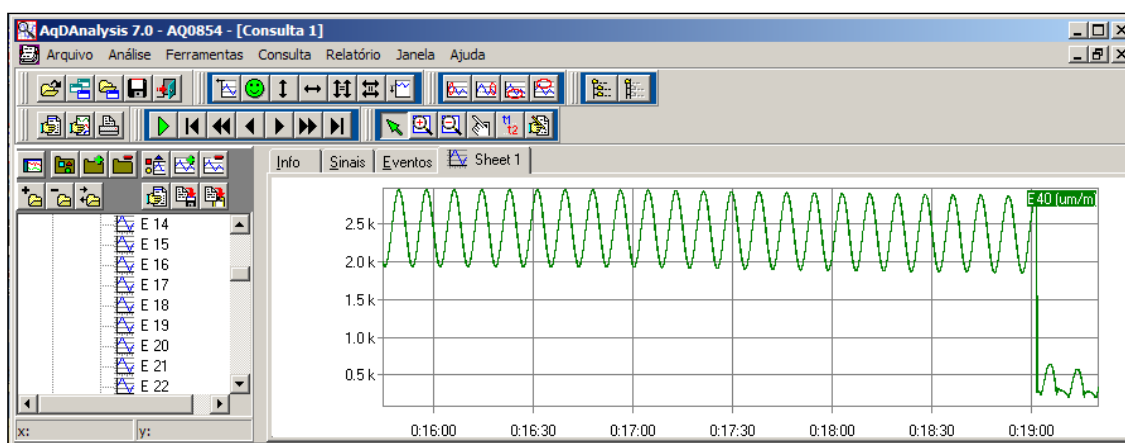 AqDAnalysis 7.0 - AQ0854 - [Consulta 1]
Arquivo Análise Ferramentas Consulta Relatório Janela Ajuda
t1
t2
Info Sinais Eventos Sheet 1
E 14
E 15
E 16
E 17
E 18
E 19
E 20
E 21
E 22
x: y:
E40 (um/m)
2.5 k
2.0 k
1.5 k
1.0 k
0.5 k
0:16:00 0:16:30 0:17:00 0:17:30 0:18:00 0:18:30 0:19:00